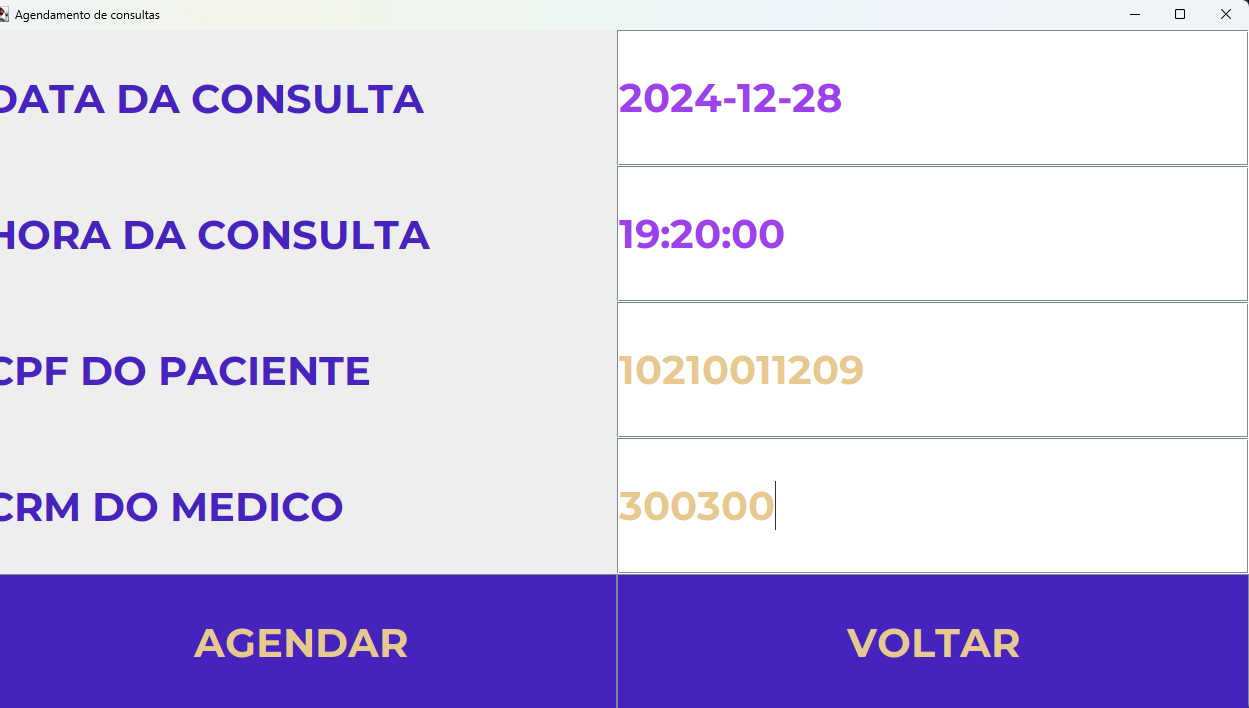 Agendamento de consultas
DATA DA CONSULTA 2024-12-28
HORA DA CONSULTA 19:20:00
CPF DO PACIENTE 10210011209
CRM DO MEDICO 300300
AGENDAR VOLTAR